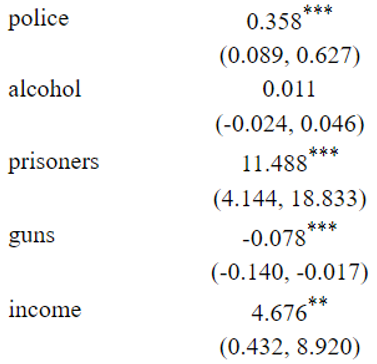 police 0.358***
(0.089, 0.627)
alcohol 0.011
(-0.024, 0.046)
prisoners 11.488***
(4.144, 18.833)
guns -0.078***
(-0.140, -0.017)
income 4.676**
(0.432, 8.920)